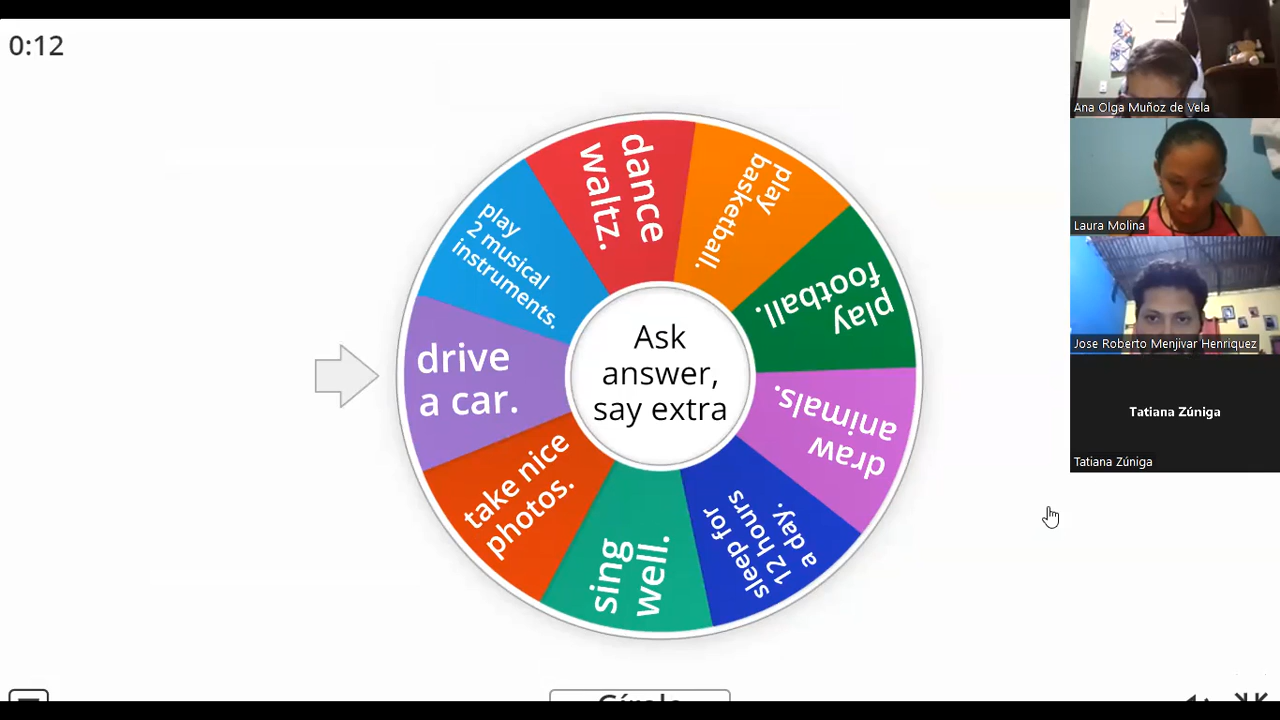 0:12
dance
waltz.
play
basketball.
play
football.
draw
animals.
sleep for
12 hours
a day.
sing
well.
take nice
photos.
drive
a car.
play
2 musical
instruments.
Ask
answer,
say extra
Ana Olga Muñoz de Vela
Laura Molina
Jose Roberto Menjivar Henriquez
Tatiana Zúniga
Tatiana Zúniga